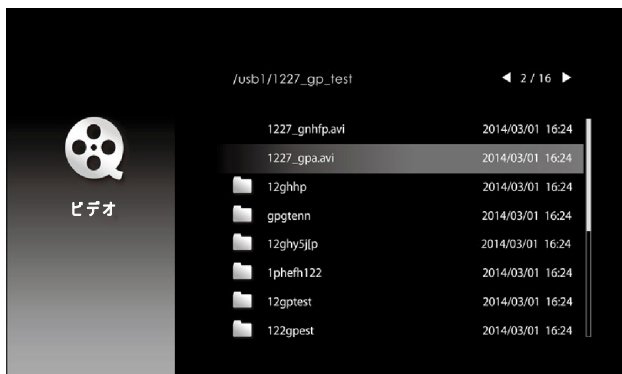 /usb1/1227_gp_test ◀ 2/16 ▶
ビデオ
1227_gnhfp.avi 2014/03/01 16:24
1227_gpa.avi 2014/03/01 16:24
12ghhp 2014/03/01 16:24
gpgtenn 2014/03/01 16:24
12ghy5j[p 2014/03/01 16:24
1phefh122 2014/03/01 16:24
12gptest 2014/03/01 16:24
122gpest 2014/03/01 16:24